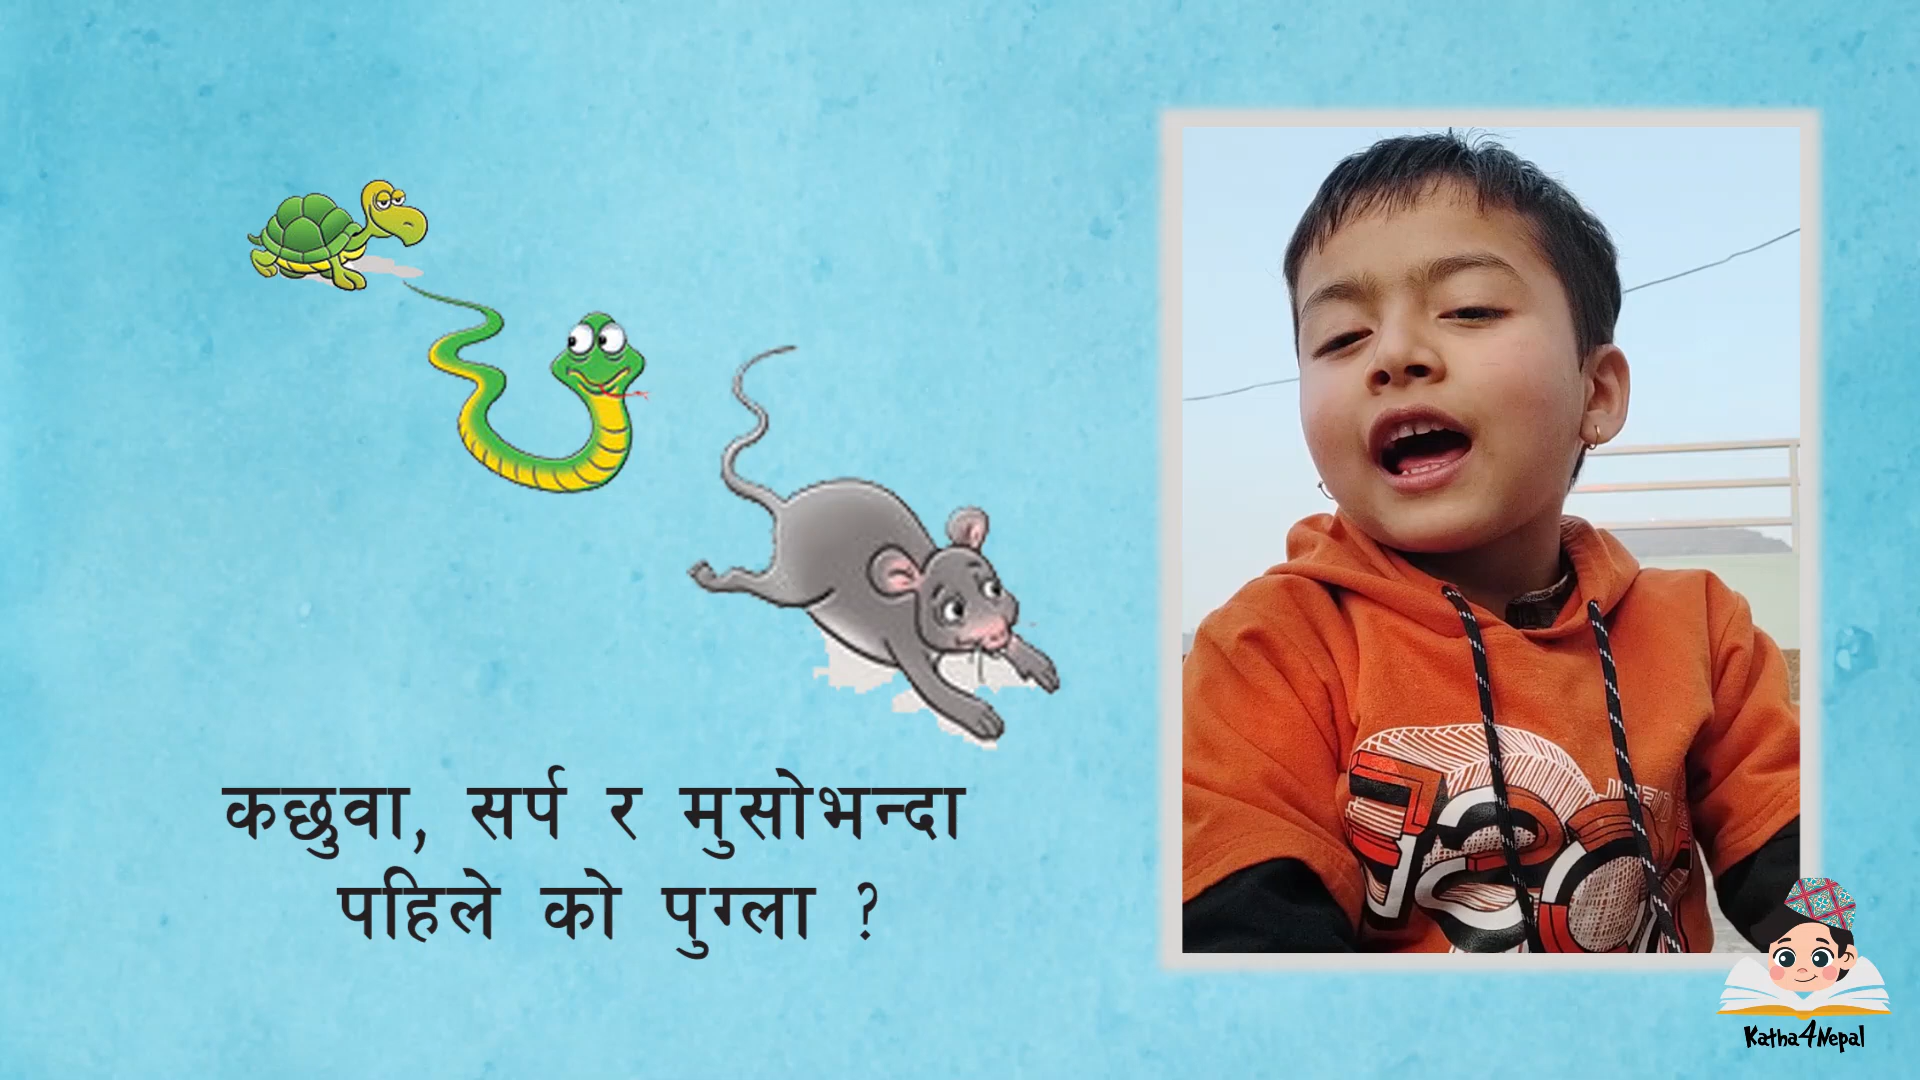 कछुवा, सर्प र मुसोभन्दा
पहिले को पुग्ला ?
Katha4Nepal